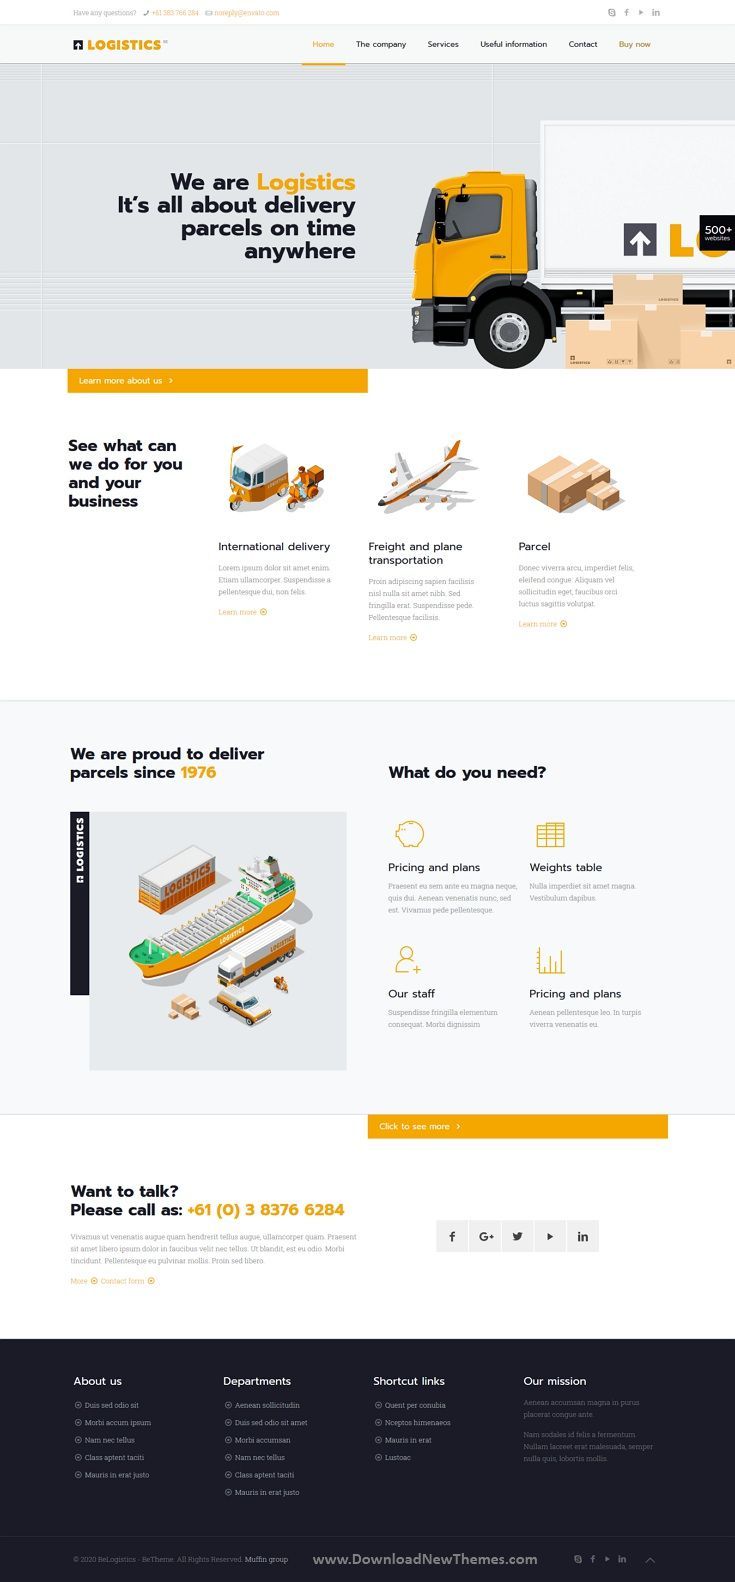 Have any questions? +61 383 766 284 noreply@envato.com
LOGISTICS
Home The company Services Useful information Contact Buy now
We are Logistics
It's all about delivery
parcels on time
anywhere
500+
websites
LO
LOGISTICS
LOGISTICS
Learn more about us
See what can
we do for you
and your
business
International delivery
Lorem ipsum dolor sit amet enim.
Etiam ullamcorper. Suspendisse a
pellentesque dui, non felis.
Learn more
Freight and plane
transportation
Proin adipiscing sapien facilisis
nisl nulla sit amet nibh. Sed
fringilla erat. Suspendisse pede.
Pellentesque facilisis.
Learn more
Parcel
Donec viverra arcu, imperdiet felis,
eleifend congue. Aliquam vel
sollicitudin eget, faucibus orci
luctus sagittis volutpat.
Learn more
We are proud to deliver
parcels since 1976
LOGISTICS
LOGISTICS
LOGISTICS
LOGISTICS
What do you need?
Pricing and plans
Praesent eu sem ante eu magna neque,
quis dui. Aenean venenatis nunc, sed
est. Vivamus pede pellentesque.
Weights table
Nulla imperdiet sit amet magna.
Vestibulum dapibus.
Our staff
Suspendisse fringilla elementum
consequat. Morbi dignissim
Pricing and plans
Aenean pellentesque leo. In turpis
viverra venenatis eu.
Click to see more
Want to talk?
Please call as: +61 (0) 3 8376 6284
Vivamus ut venenatis augue quam hendrerit tellus augue, ullamcorper quam. Praesent
sit amet libero ipsum dolor in faucibus velit nec tellus. Ut blandit, est eu odio. Morbi
tincidunt. Pellentesque eu pulvinar mollis. Proin sed libero.
More Contact form
About us
Duis sed odio sit
Morbi accum ipsum
Nam nec tellus
Class aptent taciti
Mauris in erat justo
Departments
Aenean sollicitudin
Duis sed odio sit amet
Morbi accumsan
Nam nec tellus
Class aptent taciti
Mauris in erat justo
Shortcut links
Quent per conubia
Nceptos himenaeos
Mauris in erat
Lustoac
Our mission
Aenean accumsan magna in purus
placerat congue ante.
Nam sodales id felis a fermentum.
Nullam laoreet erat malesuada, semper
nulla quis, lobortis mollis.
© 2020 BeLogistics - BeTheme. All Rights Reserved. Muffin group
www.DownloadNewThemes.com